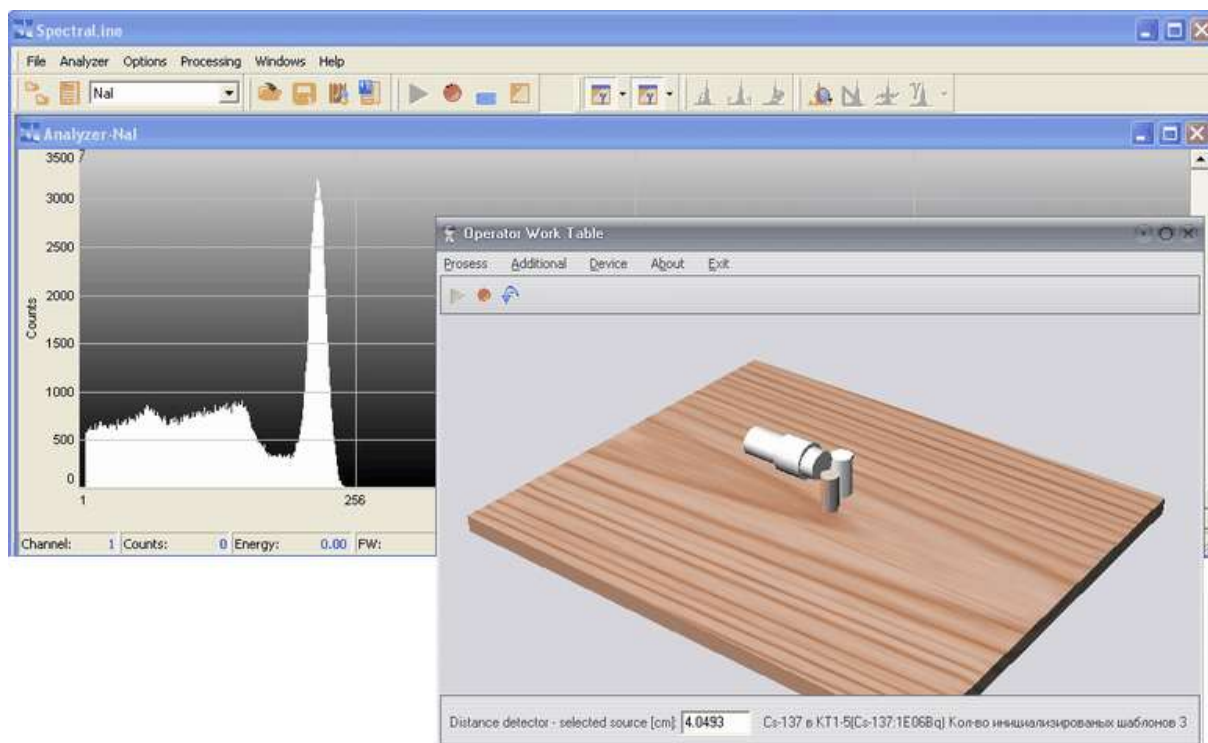 SpectraLine
File Analyzer Options Processing Windows Help
NaI
Analyzer-NaI
3500 7
3000
2500
2000
1500
1000
500
0
Counts
1 256
Channel: 1 Counts: 0 Energy: 0.00 FW:
Operator Work Table
Prosess Additional Device About Exit
Distance detector - selected source [cm]: 4.0493 Cs-137 в КТ1-5(Cs-137:1E06Bq) Кол-во инициализированых шаблонов 3